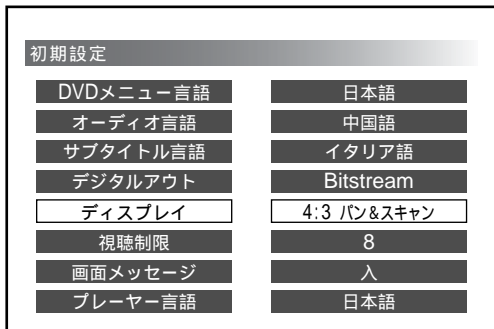 初期設定
DVDメニュー言語 日本語
オーディオ言語 中国語
サブタイトル言語 イタリア語
デジタルアウト Bitstream
ディスプレイ 4:3 パン&スキャン
視聴制限 8
画面メッセージ 入
プレーヤー言語 日本語